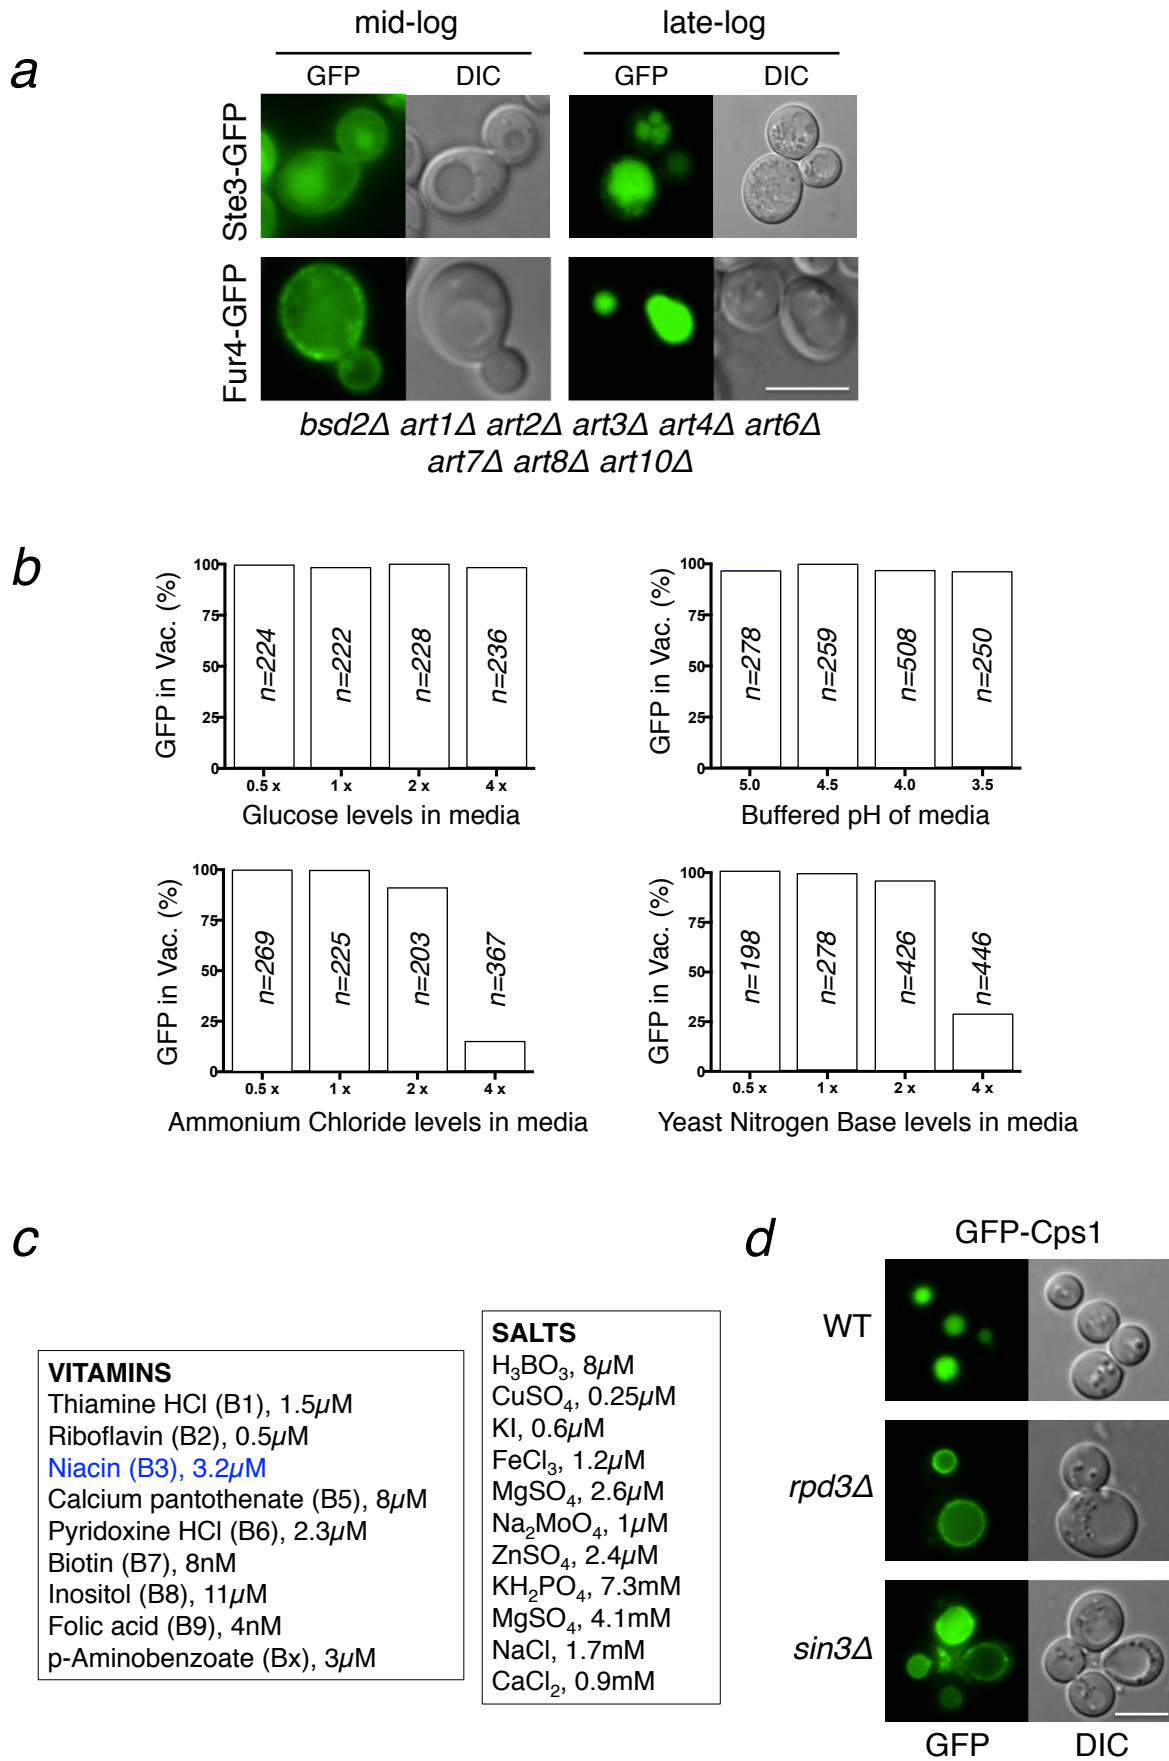 mid-log late-log
a
GFP DIC GFP DIC
Ste3-GFP
Fur4-GFP
bsd2Δ art1Δ art2Δ art3Δ art4Δ art6Δ
art7Δ art8Δ art10Δ
b
GFP in Vac. (%)
100
75
50
25
0
n=224 n=222 n=228 n=236
0.5 x 1 x 2 x 4 x
Glucose levels in media
GFP in Vac. (%)
100
75
50
25
0
n=278 n=259 n=508 n=250
5.0 4.5 4.0 3.5
Buffered pH of media
GFP in Vac. (%)
100
75
50
25
0
n=269 n=225 n=203 n=367
0.5 x 1 x 2 x 4 x
Ammonium Chloride levels in media
GFP in Vac. (%)
100
75
50
25
0
n=198 n=278 n=426 n=446
0.5 x 1 x 2 x 4 x
Yeast Nitrogen Base levels in media
c
VITAMINS
Thiamine HCl (B1), 1.5µM
Riboflavin (B2), 0.5µM
Niacin (B3), 3.2µM
Calcium pantothenate (B5), 8µM
Pyridoxine HCl (B6), 2.3µM
Biotin (B7), 8nM
Inositol (B8), 11µM
Folic acid (B9), 4nM
p-Aminobenzoate (Bx), 3µM
SALTS
H₃BO₃, 8µM
CuSO₄, 0.25µM
KI, 0.6µM
FeCl₃, 1.2µM
MgSO₄, 2.6µM
Na₂MoO₄, 1µM
ZnSO₄, 2.4µM
KH₂PO₄, 7.3mM
MgSO₄, 4.1mM
NaCl, 1.7mM
CaCl₂, 0.9mM
d
GFP-Cps1
WT
rpd3Δ
sin3Δ
GFP DIC